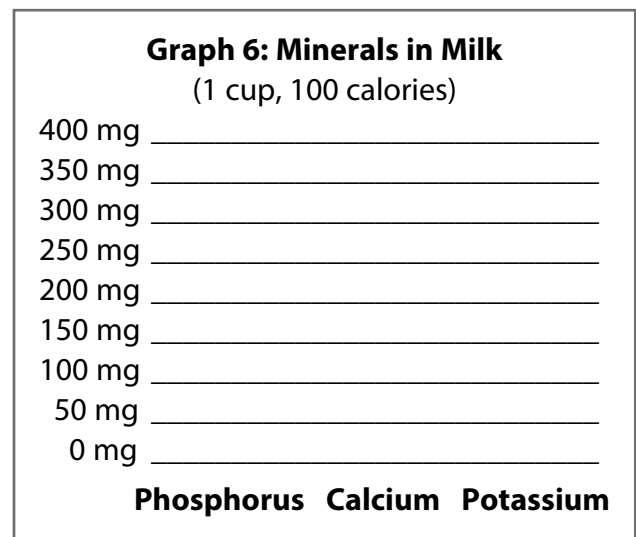 Graph 6: Minerals in Milk
(1 cup, 100 calories)
400 mg
350 mg
300 mg
250 mg
200 mg
150 mg
100 mg
50 mg
0 mg
Phosphorus Calcium Potassium